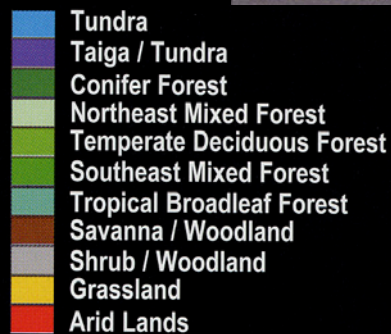 Tundra
Taiga / Tundra
Conifer Forest
Northeast Mixed Forest
Temperate Deciduous Forest
Southeast Mixed Forest
Tropical Broadleaf Forest
Savanna / Woodland
Shrub / Woodland
Grassland
Arid Lands